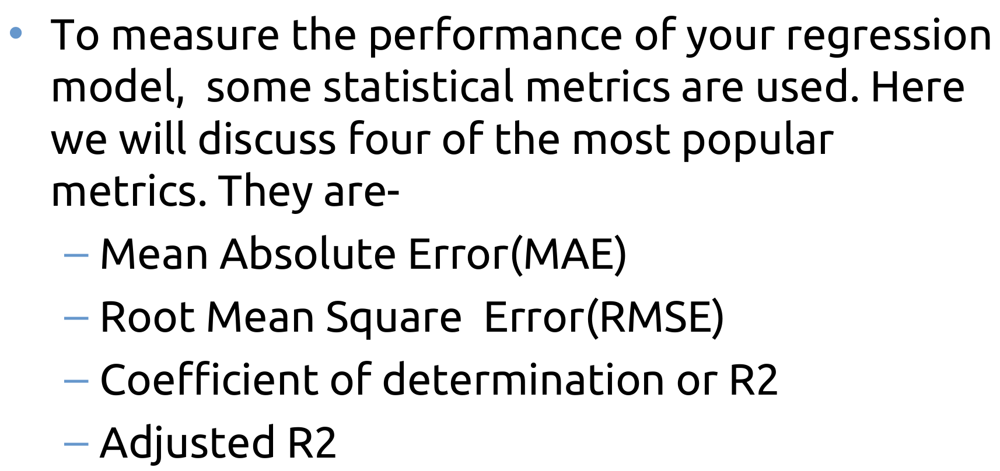 • To measure the performance of your regression
model,  some statistical metrics are used. Here
we will discuss four of the most popular
metrics. They are-
– Mean Absolute Error(MAE)
– Root Mean Square  Error(RMSE)
– Coefficient of determination or R2
– Adjusted R2